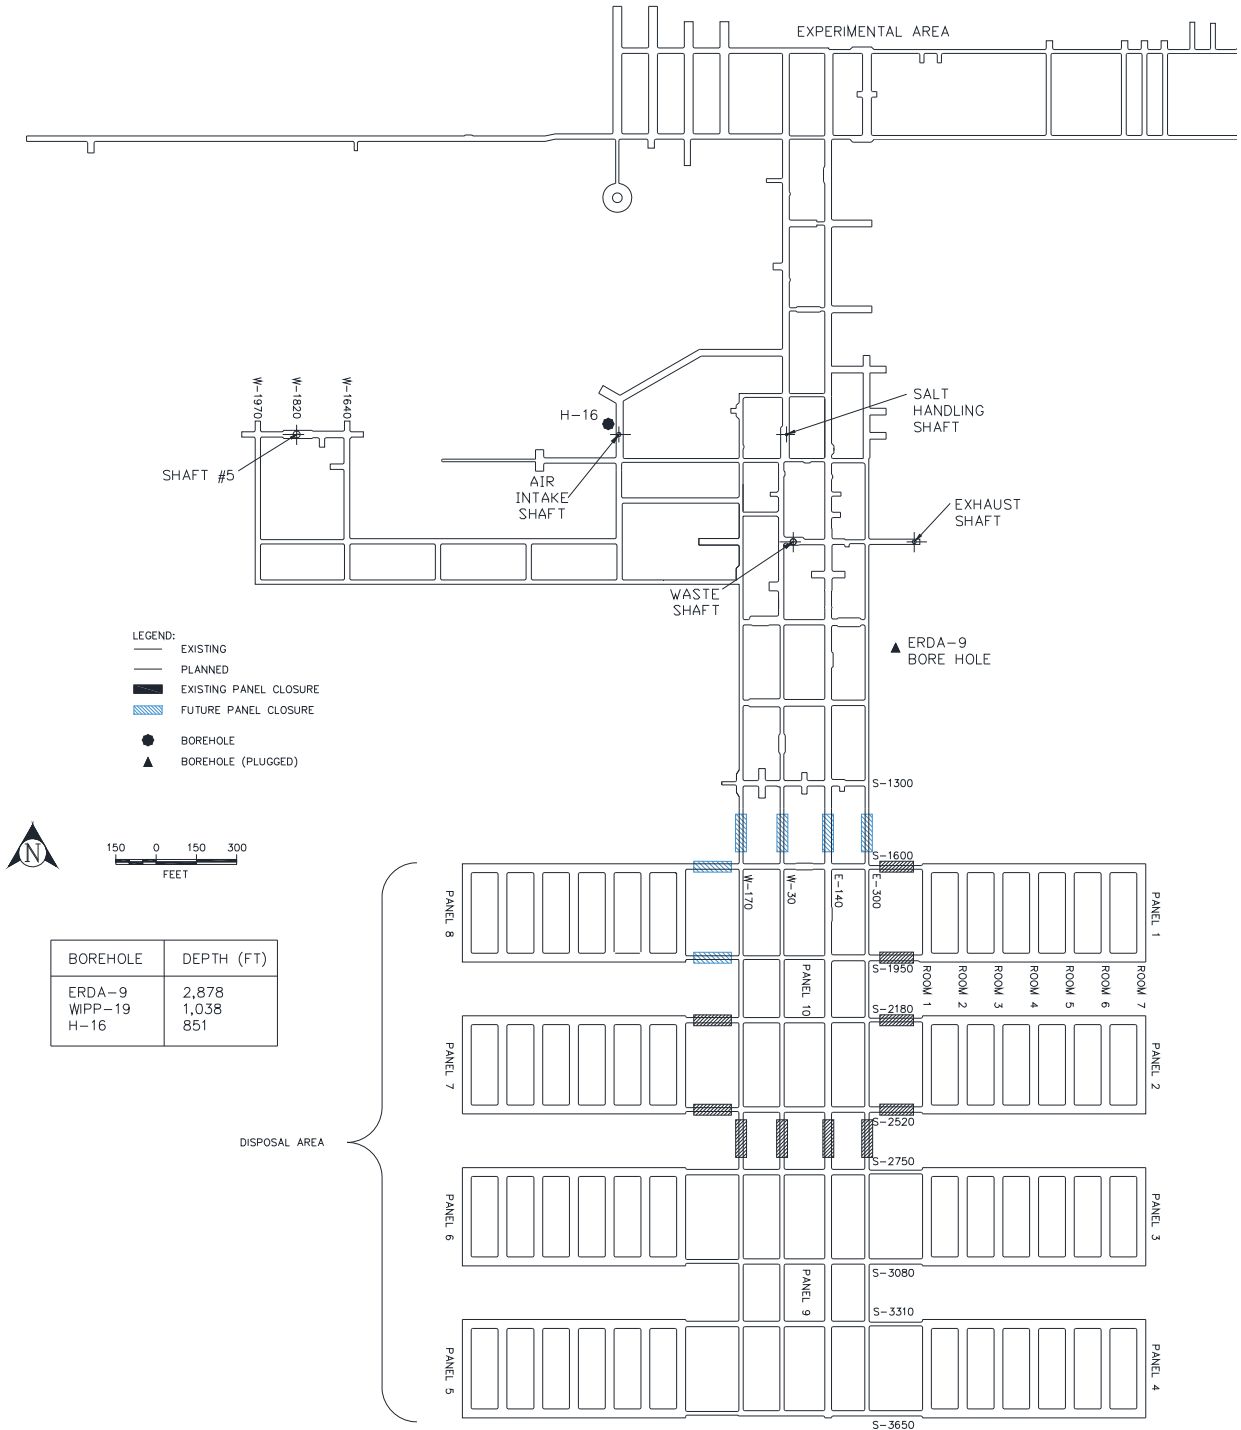 EXPERIMENTAL AREA
W-1970
W-1820
W-1640
H-16
SALT
HANDLING
SHAFT
SHAFT #5
AIR
INTAKE
SHAFT
EXHAUST
SHAFT
WASTE
SHAFT
ERDA-9
BORE HOLE
LEGEND:
EXISTING
PLANNED
EXISTING PANEL CLOSURE
FUTURE PANEL CLOSURE
BOREHOLE
BOREHOLE (PLUGGED)
N
150 0 150 300
FEET
S-1300
S-1600
W-170
W-30
E-140
E-300
PANEL 8
PANEL 1
BOREHOLE DEPTH (FT)
ERDA-9 2,878
WIPP-19 1,038
H-16 851
S-1950
PANEL 10
ROOM 1
ROOM 2
ROOM 3
ROOM 4
ROOM 5
ROOM 6
ROOM 7
S-2180
PANEL 7
PANEL 2
S-2520
DISPOSAL AREA
S-2750
PANEL 6
PANEL 3
S-3080
PANEL 9
S-3310
PANEL 5
PANEL 4
S-3650